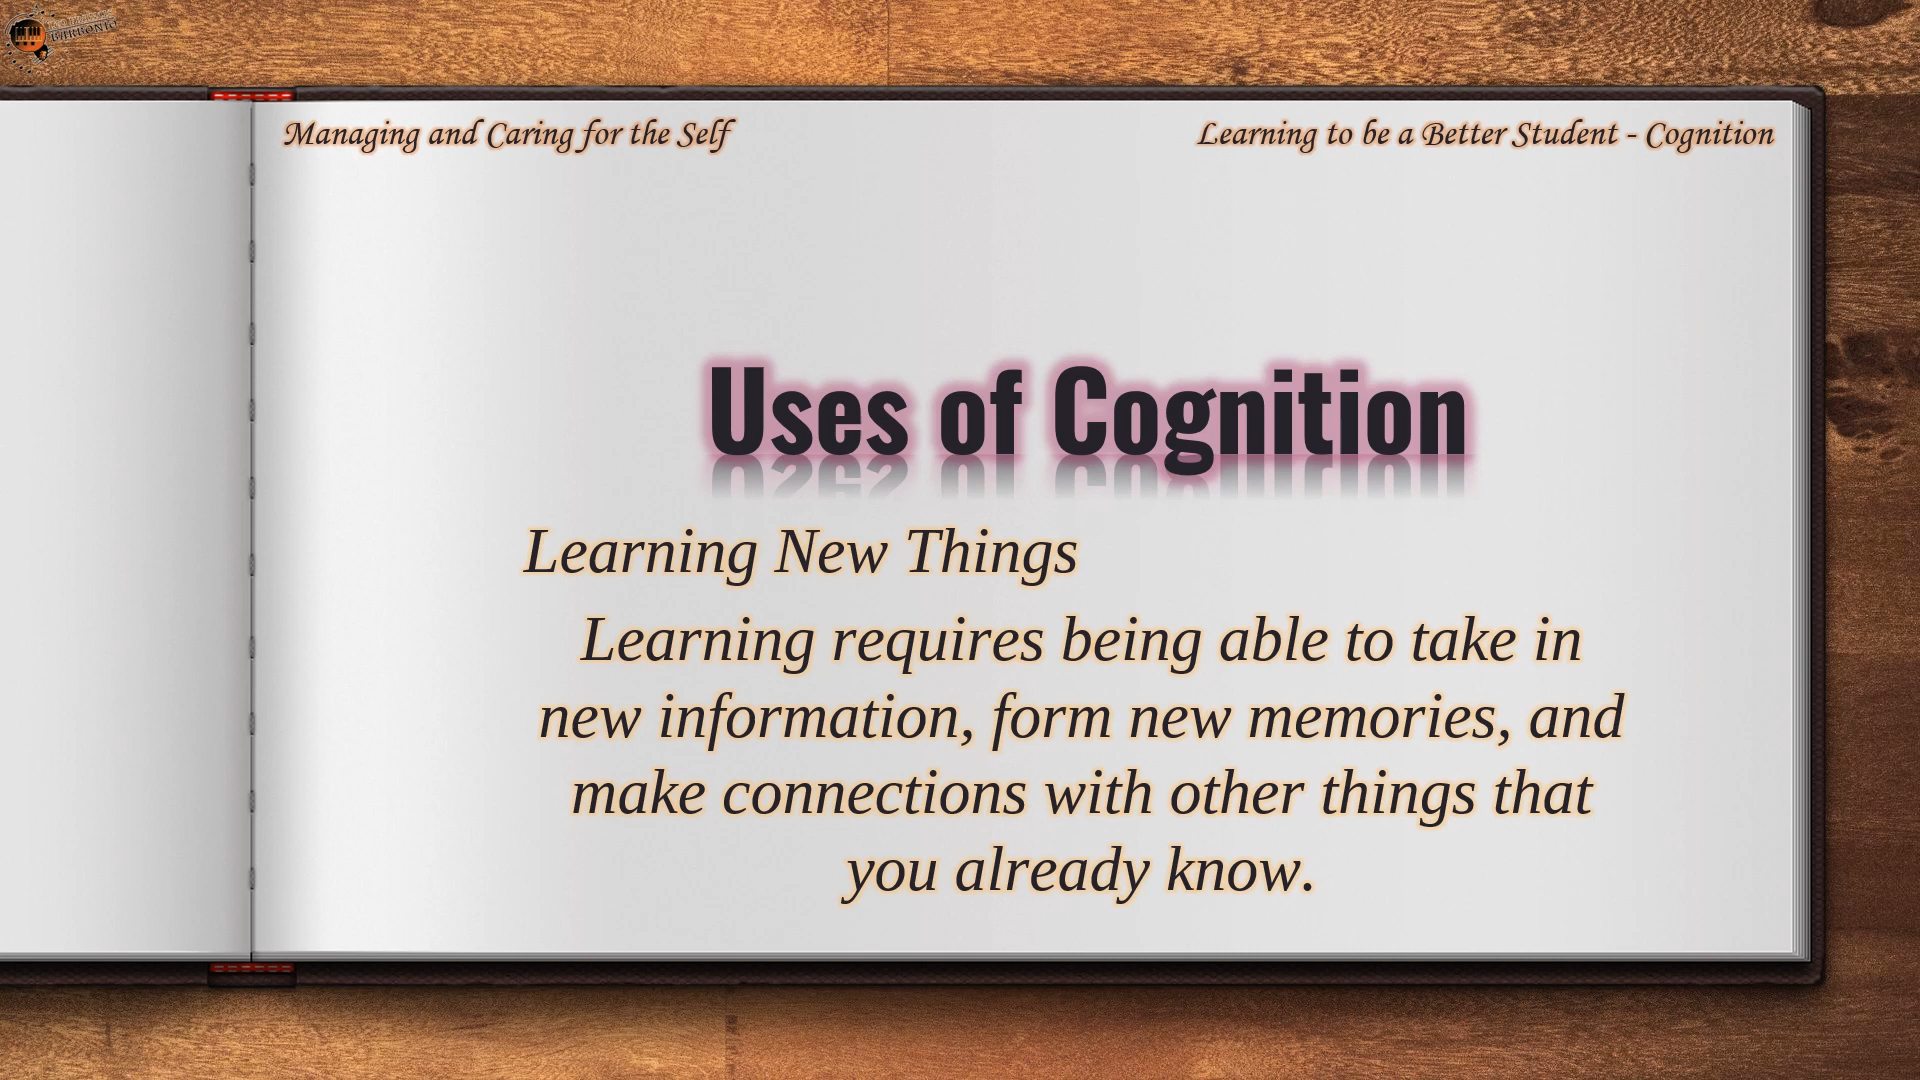 BARBONIO
Managing and Caring for the Self
Learning to be a Better Student - Cognition
Uses of Cognition
Learning New Things
Learning requires being able to take in
new information, form new memories, and
make connections with other things that
you already know.